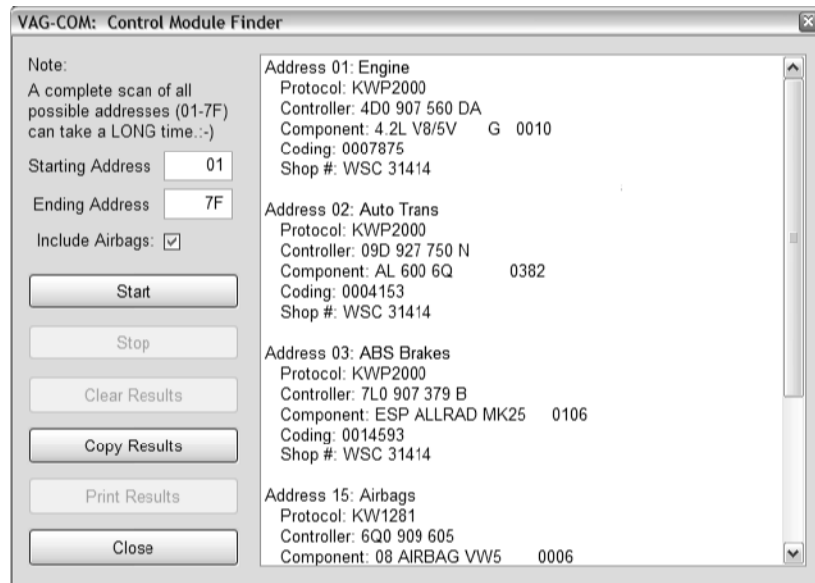 VAG-COM: Control Module Finder
Note:
A complete scan of all
possible addresses (01-7F)
can take a LONG time.:-)
Starting Address 01
Ending Address 7F
Include Airbags:
Start
Stop
Clear Results
Copy Results
Print Results
Close
Address 01: Engine
Protocol: KWP2000
Controller: 4D0 907 560 DA
Component: 4.2L V8/5V G 0010
Coding: 0007875
Shop #: WSC 31414
Address 02: Auto Trans
Protocol: KWP2000
Controller: 09D 927 750 N
Component: AL 600 6Q 0382
Coding: 0004153
Shop #: WSC 31414
Address 03: ABS Brakes
Protocol: KWP2000
Controller: 7L0 907 379 B
Component: ESP ALLRAD MK25 0106
Coding: 0014593
Shop #: WSC 31414
Address 15: Airbags
Protocol: KW1281
Controller: 6Q0 909 605
Component: 08 AIRBAG VW5 0006